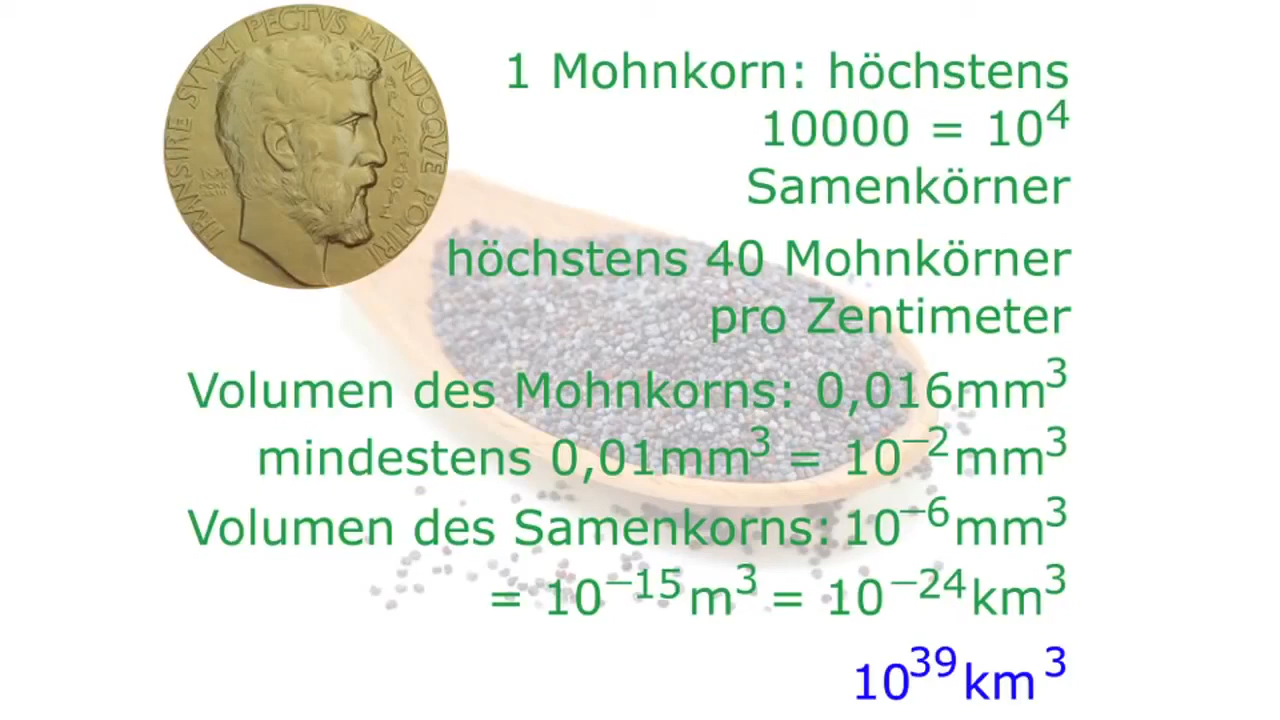 TRANSIRE SVVM PECTVS MVNDOQVE POTIRI
1 Mohnkorn: höchstens
10000 = 10⁴
Samenkörner
höchstens 40 Mohnkörner
pro Zentimeter
Volumen des Mohnkorns: 0,016mm³
mindestens 0,01mm³ = 10⁻²mm³
Volumen des Samenkorns: 10⁻⁶mm³
= 10⁻¹⁵m³ = 10⁻²⁴km³
10³⁹km³